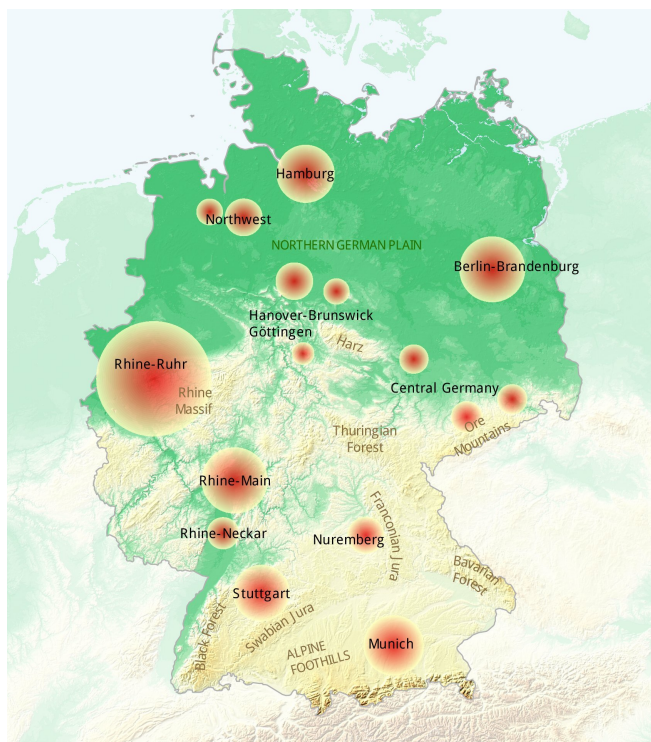 Hamburg
Northwest
NORTHERN GERMAN PLAIN
Berlin-Brandenburg
Hanover-Brunswick
Göttingen
Harz
Rhine-Ruhr
Central Germany
Rhine
Massif
Ore
Mountains
Thuringian
Forest
Rhine-Main
Franconian Jura
Rhine-Neckar
Nuremberg
Bavarian
Forest
Stuttgart
Swabian Jura
Black Forest
Munich
ALPINE
FOOTHILLS